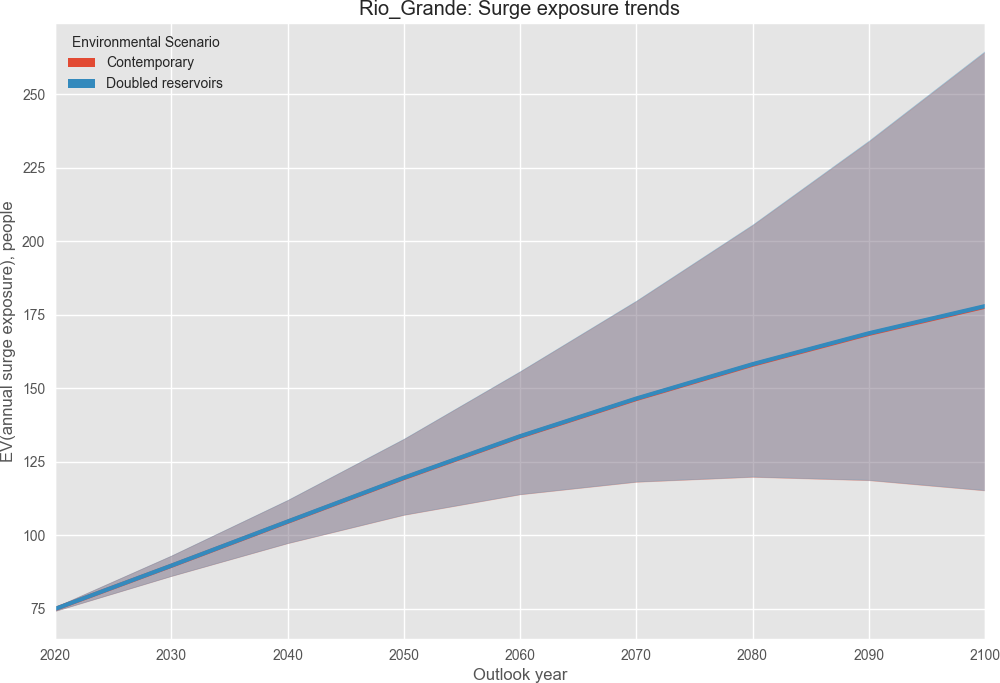 Rio_Grande: Surge exposure trends
Environmental Scenario
Contemporary
Doubled reservoirs
EV(annual surge exposure), people
250
225
200
175
150
125
100
75
2020 2030 2040 2050 2060 2070 2080 2090 2100
Outlook year